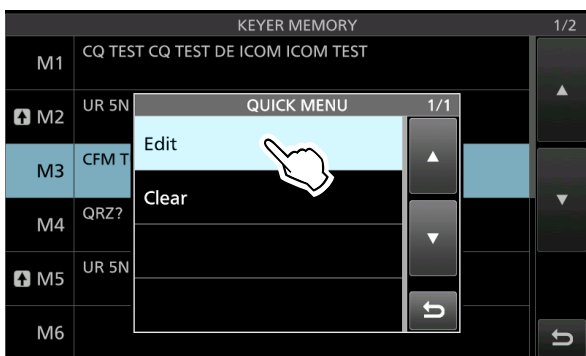 KEYER MEMORY 1/2
M1 CQ TEST CQ TEST DE ICOM ICOM TEST
M2 UR 5N
QUICK MENU 1/1
Edit
M3 CFM T
Clear
M4 QRZ?
M5 UR 5N
M6